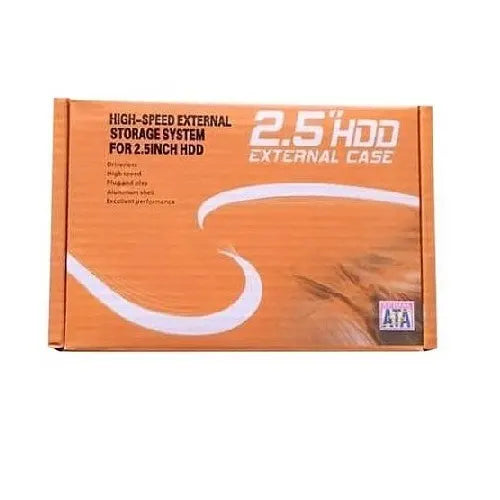 HIGH-SPEED EXTERNAL
STORAGE SYSTEM
FOR 2.5INCH HDD
High speed
Plug and play
Aluminum shell
Excellent performance
2.5" HDD
EXTERNAL CASE
ATA